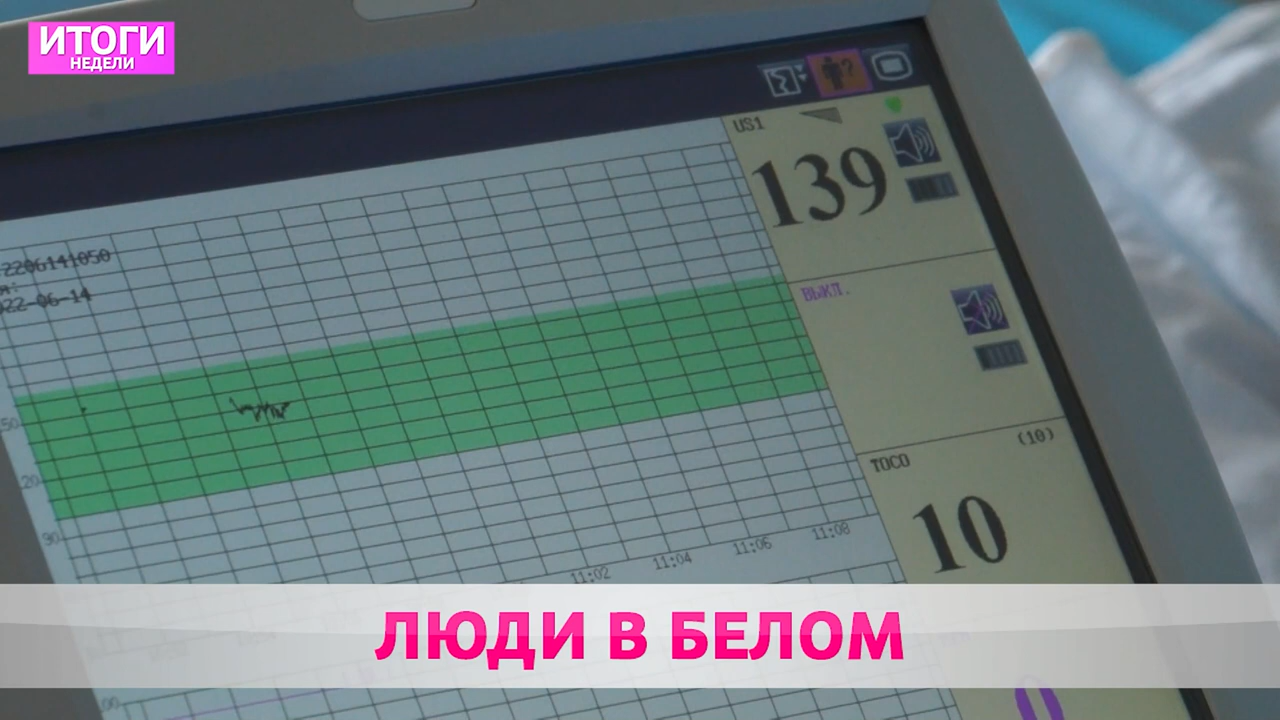 ИТОГИ
НЕДЕЛИ
US1
139
2206141050
022-06-14
ВЫКЛ.
TOCO
(10)
10
11:02
11:04
11:06
11:08
ЛЮДИ В БЕЛОМ
0